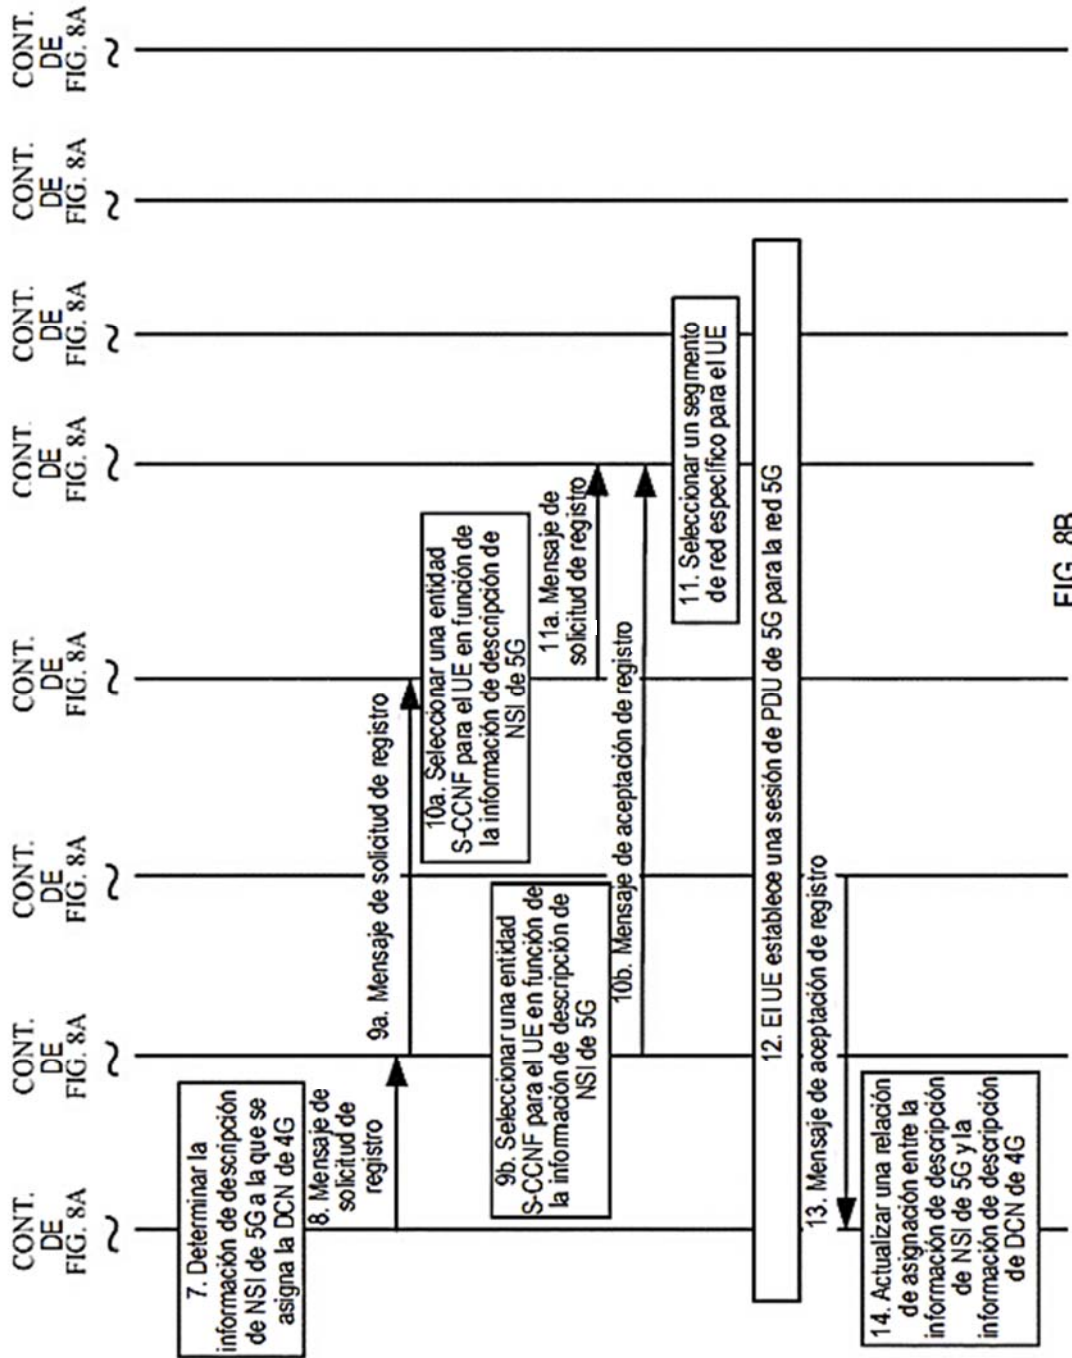 CONT.
DE
FIG. 8A
CONT.
DE
FIG. 8A
CONT.
DE
FIG. 8A
CONT.
DE
FIG. 8A
CONT.
DE
FIG. 8A
CONT.
DE
FIG. 8A
CONT.
DE
FIG. 8A
CONT.
DE
FIG. 8A
7. Determinar la
información de descripción
de NSI de 5G a la que se
asigna la DCN de 4G
8. Mensaje de
solicitud de
registro
9a. Mensaje de solicitud de registro
10a. Seleccionar una entidad
S-CCNF para el UE en función de
la información de descripción de
NSI de 5G
9b. Seleccionar una entidad
S-CCNF para el UE en función de
la información de descripción de
NSI de 5G
11a. Mensaje de
solicitud de registro
10b. Mensaje de aceptación de registro
11. Seleccionar un segmento
de red específico para el UE
12. El UE establece una sesión de PDU de 5G para la red 5G
13. Mensaje de aceptación de registro
14. Actualizar una relación
de asignación entre la
información de descripción
de NSI de 5G y la
información de descripción
de DCN de 4G
FIG. 8B